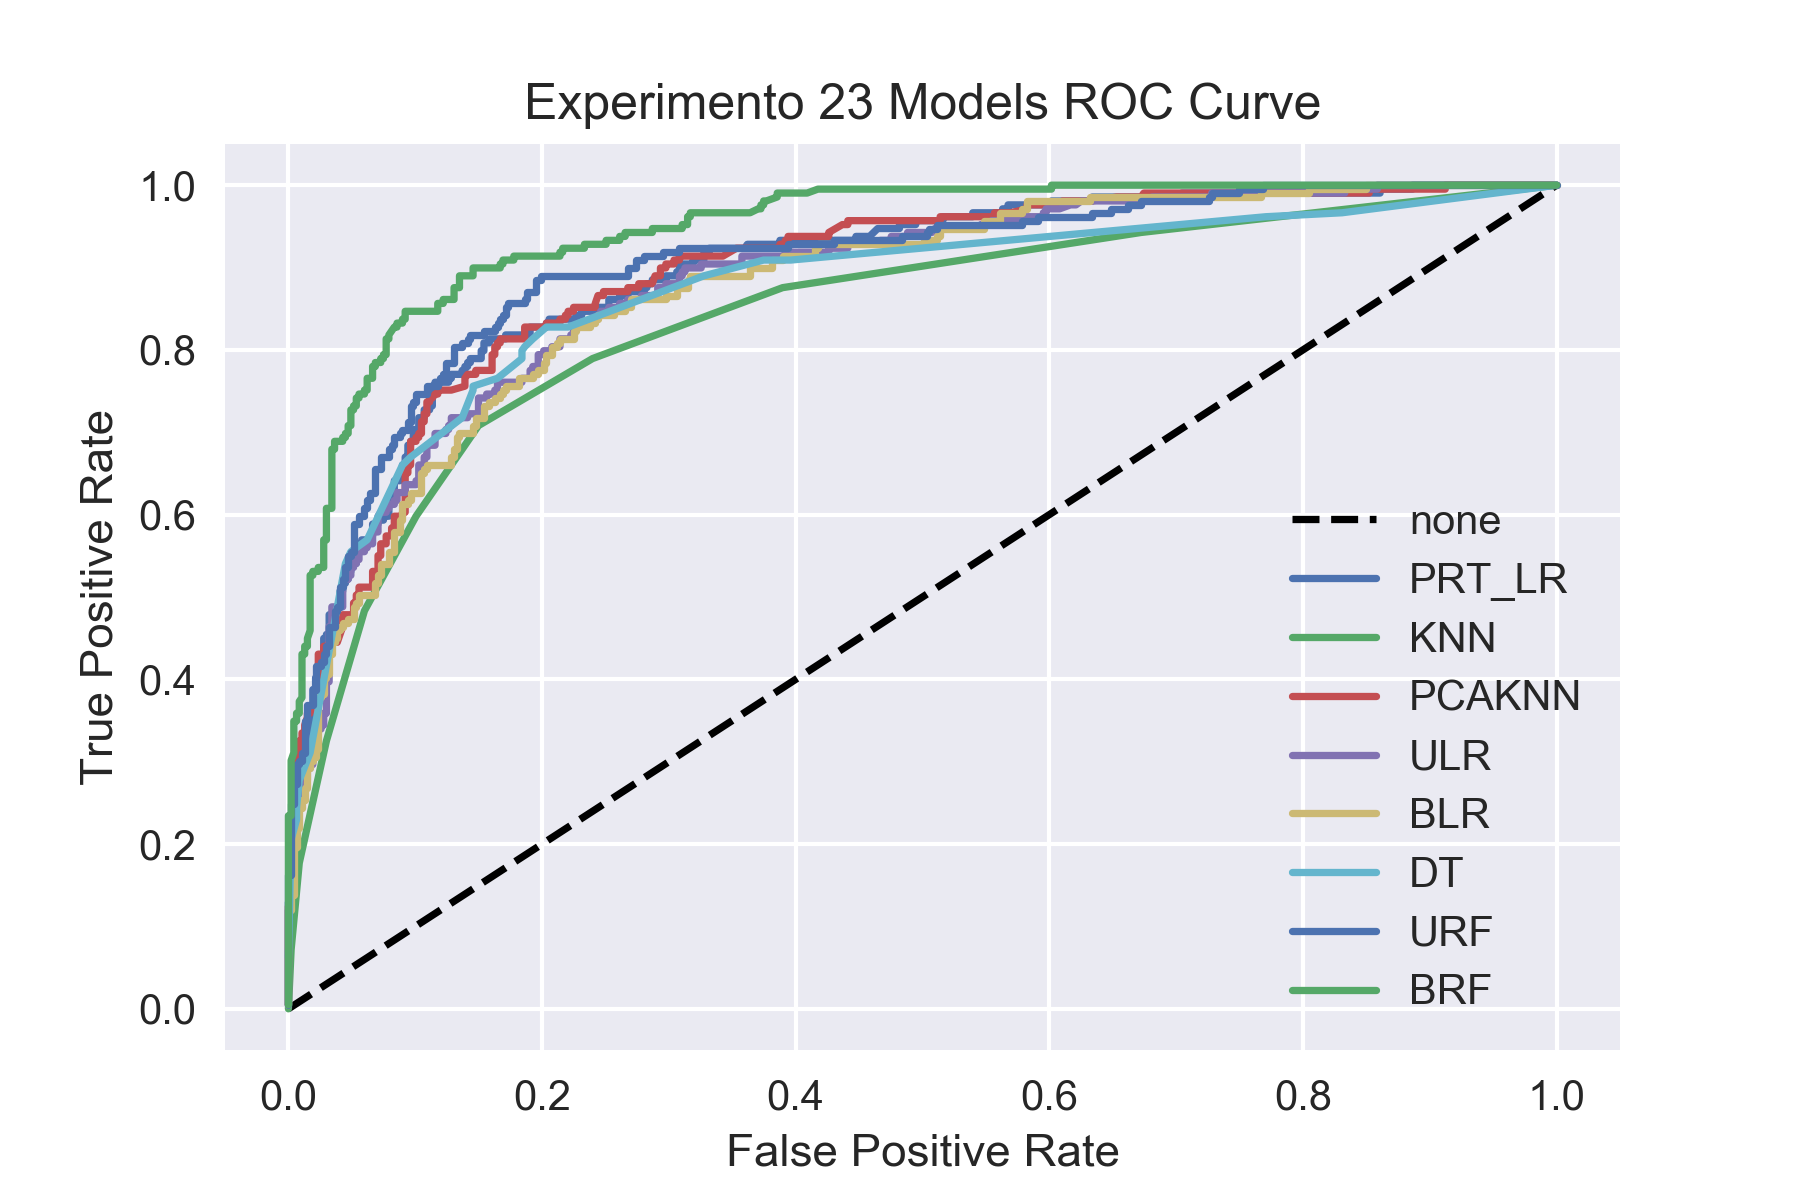 Experimento 23 Models ROC Curve
1.0
0.8
0.6
0.4
0.2
0.0
True Positive Rate
none
PRT_LR
KNN
PCAKNN
ULR
BLR
DT
URF
BRF
0.0 0.2 0.4 0.6 0.8 1.0
False Positive Rate